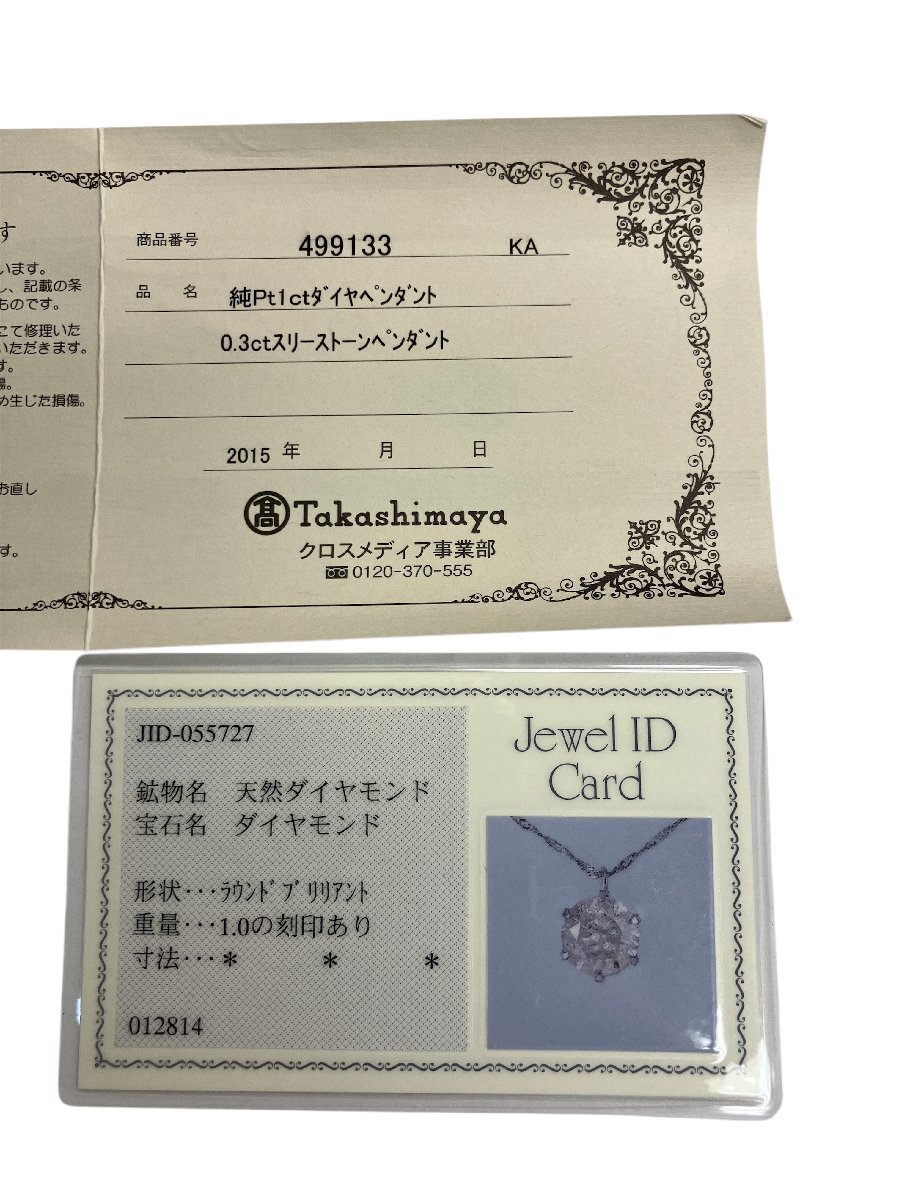 す
います。
し、記載の条
ものです。
こて修理いた
いただきます。
す。
傷。
め生じた損傷。
お直し
す。
商品番号 499133 KA
品 名 純Pt1ctダイヤペンダント
0.3ctスリーストーンペンダント
2015 年 月 日
髙 Takashimaya
クロスメディア事業部
0120-370-555
JID-055727
鉱物名 天然ダイヤモンド
宝石名 ダイヤモンド
形状･･･ﾗｳﾝﾄﾞﾌﾞﾘﾘｱﾝﾄ
重量･･･1.0の刻印あり
寸法･･･＊ ＊ ＊
012814
Jewel ID
Card